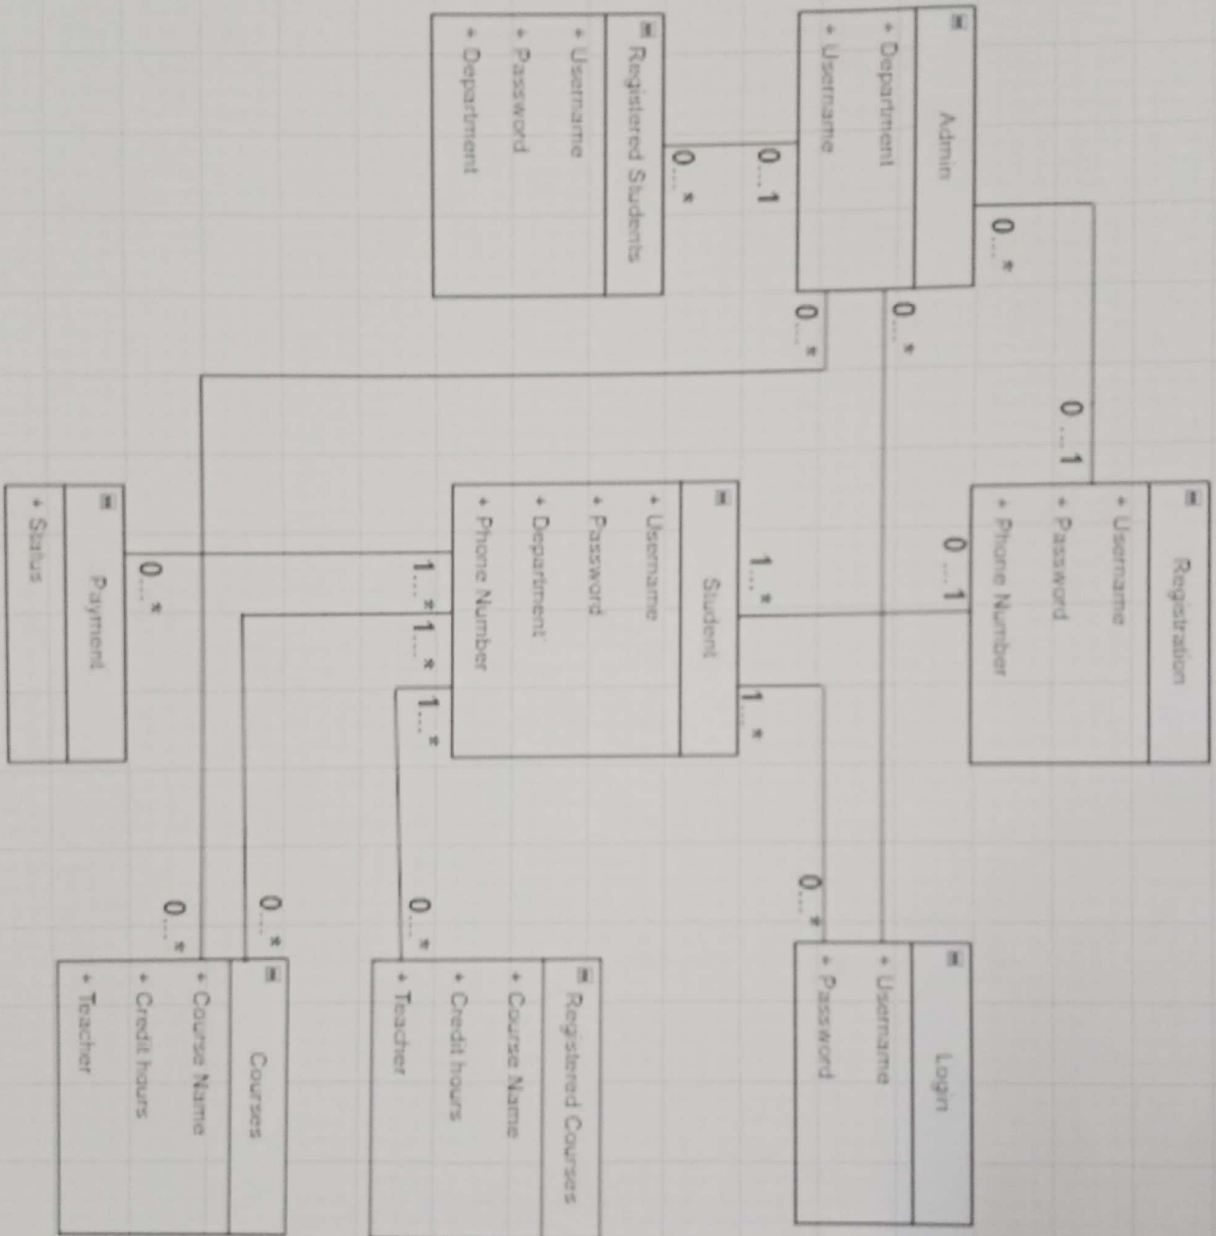 Registration
+ Username
+ Password
+ Phone Number
0...1
0...1
Admin
+ Department
+ Username
0...*
0...*
0...*
0...1
Login
+ Username
+ Password
0...*
Student
+ Username
+ Password
+ Department
+ Phone Number
1...*
1...*
1...*
1...*
1...*
Registered Students
+ Username
+ Password
+ Department
0...*
Registered Courses
+ Course Name
+ Credit hours
+ Teacher
0...*
Courses
+ Course Name
+ Credit hours
+ Teacher
0...*
0...*
Payment
+ Status
0...*